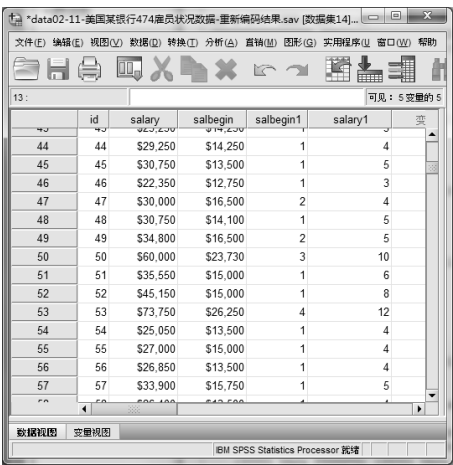 *data02-11-美国某银行474雇员状况数据-重新编码结果.sav [数据集14]...
文件(F) 编辑(E) 视图(V) 数据(D) 转换(T) 分析(A) 直销(M) 图形(G) 实用程序(U 窗口(W) 帮助
13 :
可见： 5变量的 5
id salary salbegin salbegin1 salary1 变
44 44 $29,250 $14,250 1 4
45 45 $30,750 $13,500 1 5
46 46 $22,350 $12,750 1 3
47 47 $30,000 $16,500 2 4
48 48 $30,750 $14,100 1 5
49 49 $34,800 $16,500 2 5
50 50 $60,000 $23,730 3 10
51 51 $35,550 $15,000 1 6
52 52 $45,150 $15,000 1 8
53 53 $73,750 $26,250 4 12
54 54 $25,050 $13,500 1 4
55 55 $27,000 $15,000 1 4
56 56 $26,850 $13,500 1 4
57 57 $33,900 $15,750 1 5
数据视图 变量视图
IBM SPSS Statistics Processor 就绪